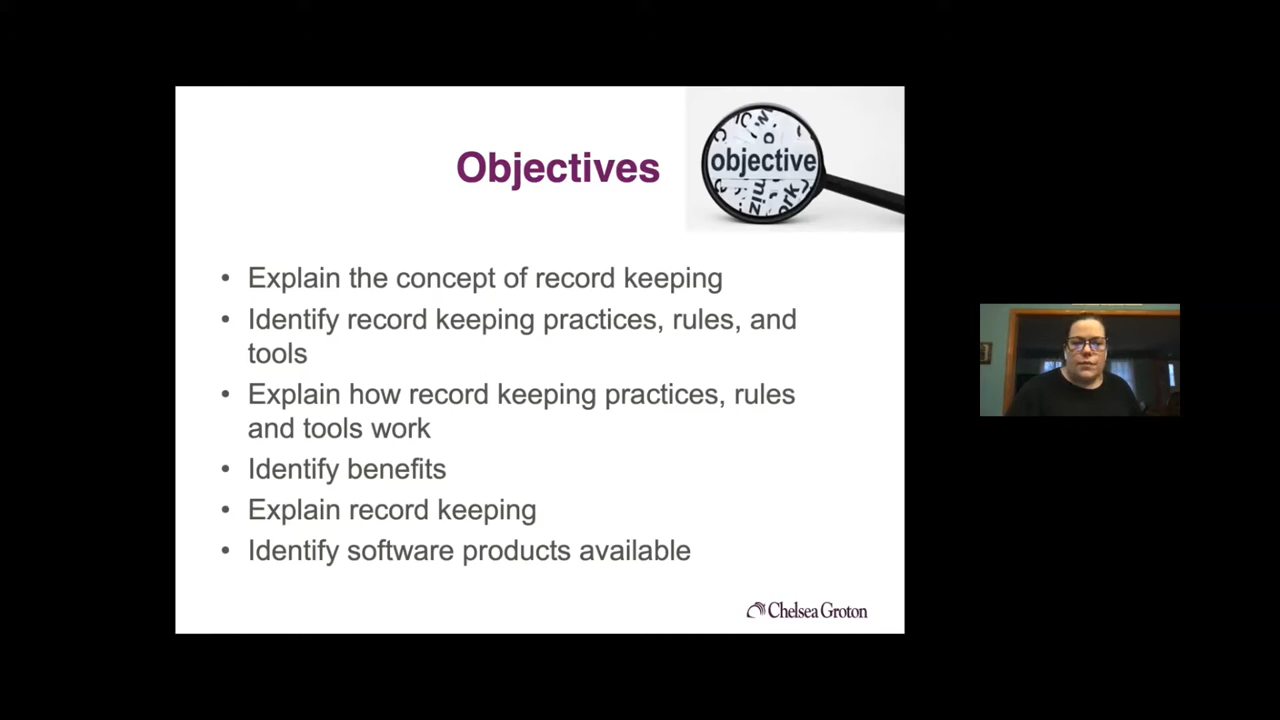 Objectives
objective
• Explain the concept of record keeping
• Identify record keeping practices, rules, and
tools
• Explain how record keeping practices, rules
and tools work
• Identify benefits
• Explain record keeping
• Identify software products available
Chelsea Groton